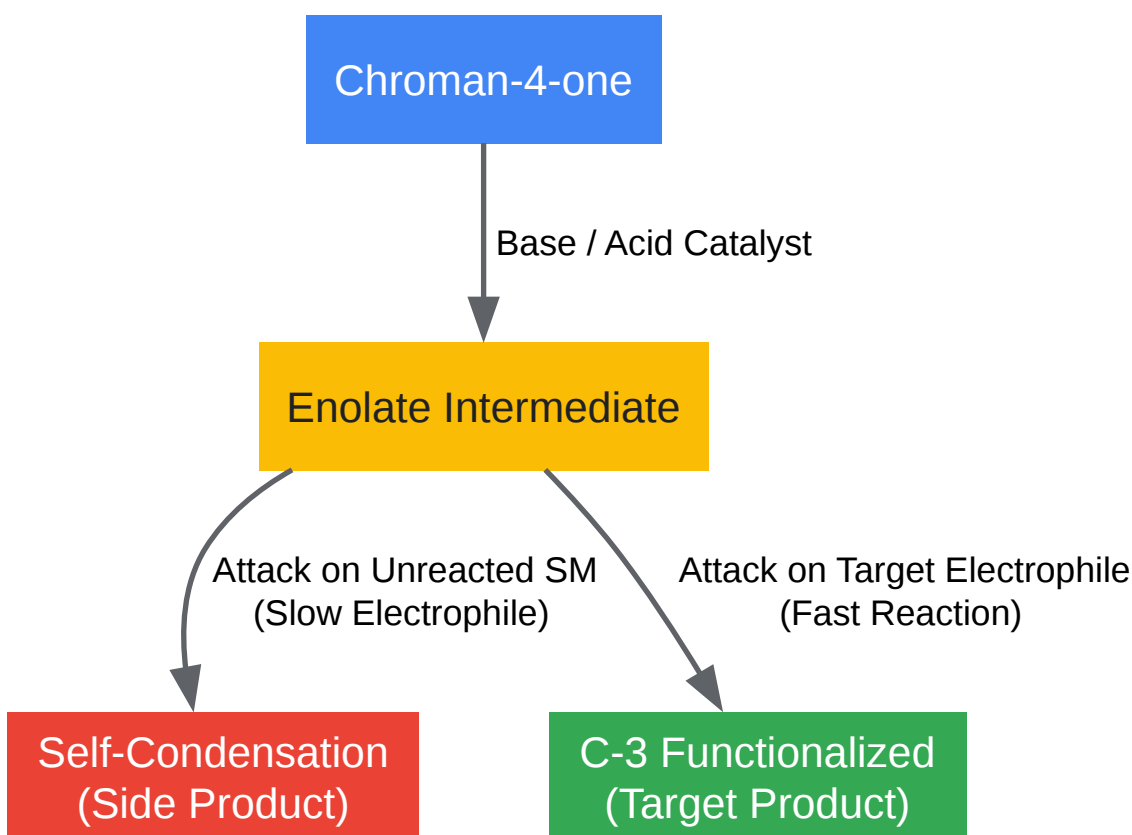 Chroman-4-one
Base / Acid Catalyst
Enolate Intermediate
Attack on Unreacted SM
(Slow Electrophile)
Attack on Target Electrophile
(Fast Reaction)
Self-Condensation
(Side Product)
C-3 Functionalized
(Target Product)